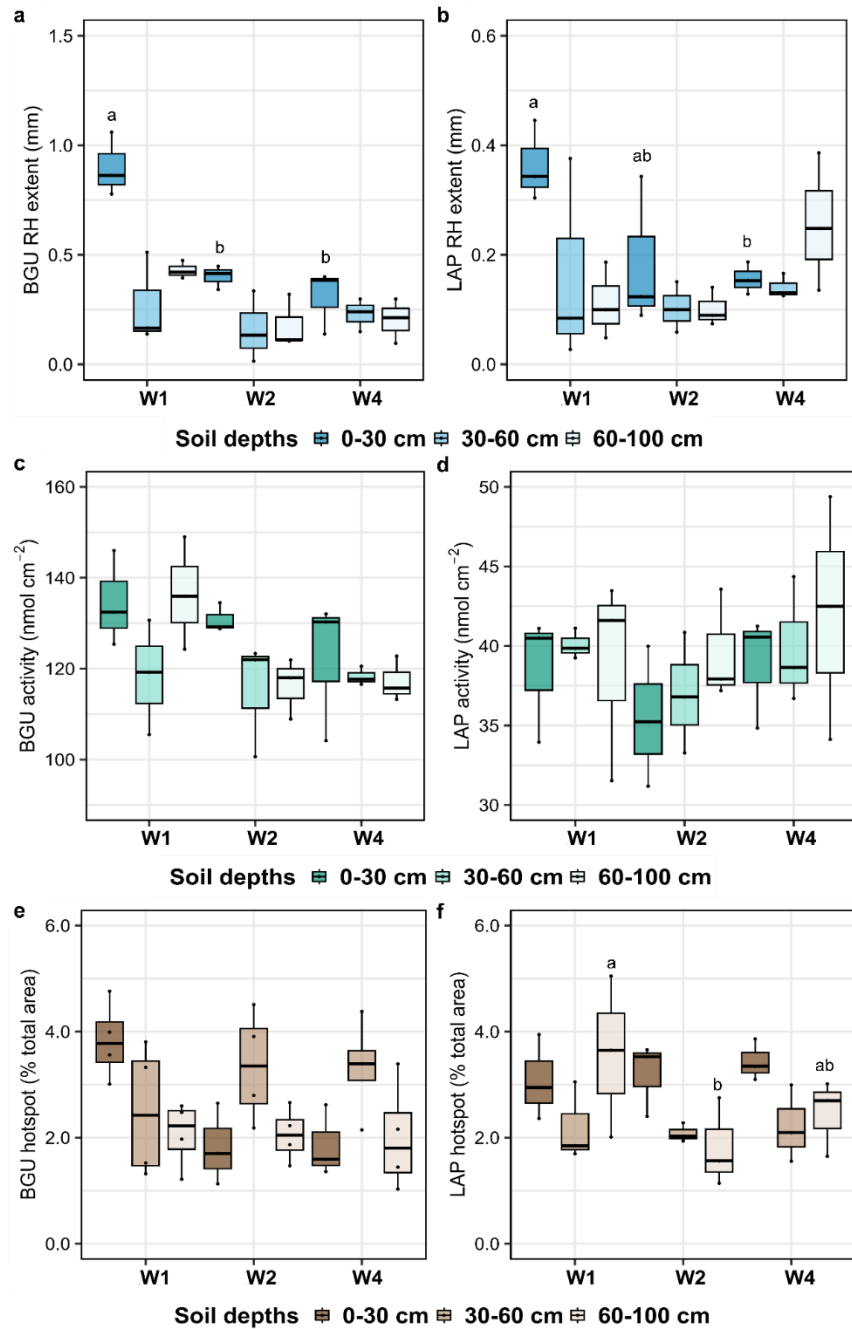 a
b
1.5
1.0
0.5
0.0
BGU RH extent (mm)
a
b
b
W1 W2 W4
0.6
0.4
0.2
0.0
LAP RH extent (mm)
a
ab
b
W1 W2 W4
Soil depths 0-30 cm 30-60 cm 60-100 cm
c
d
160
140
120
100
BGU activity (nmol cm⁻²)
W1 W2 W4
50
45
40
35
30
LAP activity (nmol cm⁻²)
W1 W2 W4
Soil depths 0-30 cm 30-60 cm 60-100 cm
e
f
6.0
4.0
2.0
0.0
BGU hotspot (% total area)
W1 W2 W4
6.0
4.0
2.0
0.0
LAP hotspot (% total area)
a
b
ab
W1 W2 W4
Soil depths 0-30 cm 30-60 cm 60-100 cm